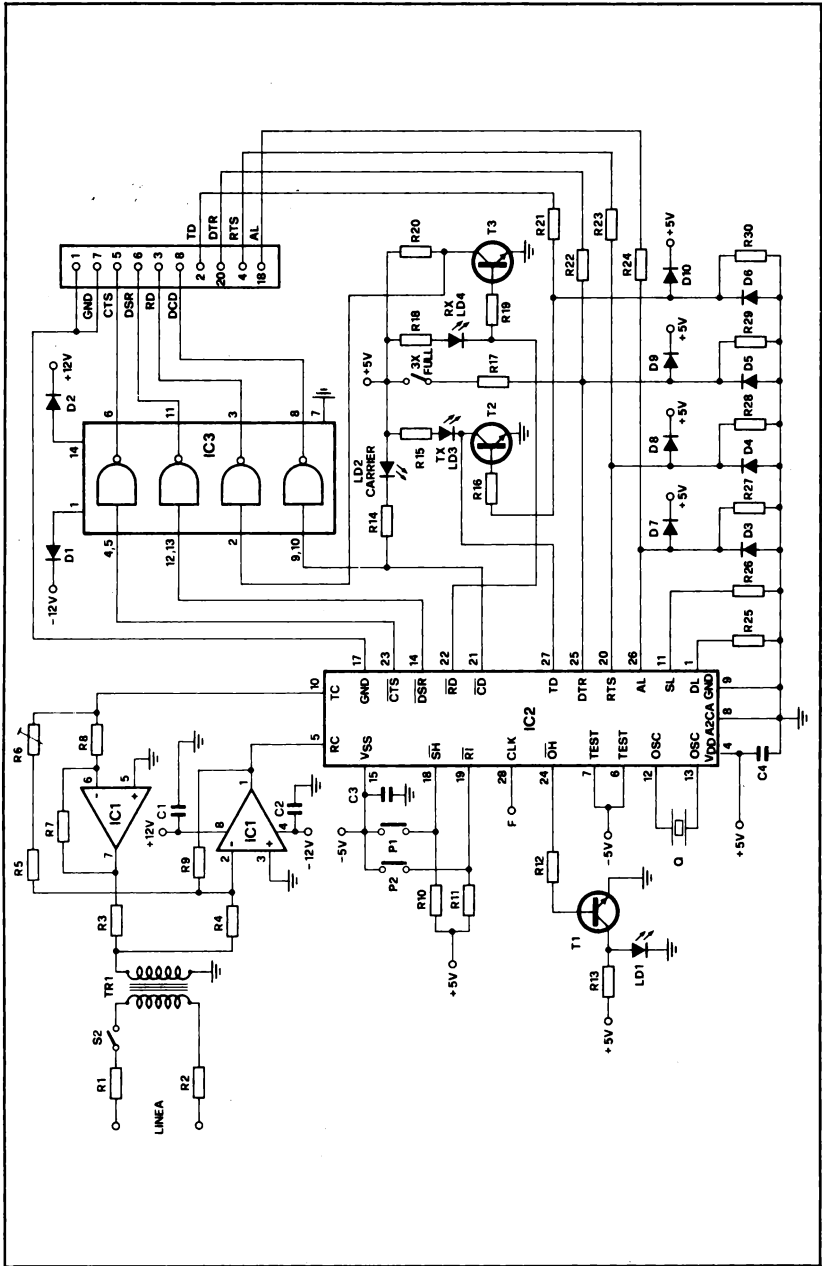 GND
CTS
DSR
RD
DCD
TD
DTR
RTS
AL
1
7
5
6
3
8
2
20
4
18
D2
+12V
D1
-12V
14
1
IC3
6
11
3
8
7
4,5
12,13
2
9,10
R6
R5
R8
R7
6
5
-
+
7
IC1
R3
R4
R9
+12V
C1
8
1
IC1
2
3
-
+
4
C2
-12V
TR1
S2
R1
R2
LINEA
LD2
CARRIER
R14
R15
TX
LD3
T2
R16
+5V
3X
FULL
R17
R18
RX
LD4
R19
R20
T3
R21
R22
R23
R24
IC2
10
TC
5
RC
17
GND
23
CTS
14
DSR
22
RD
21
CD
27
TD
25
DTR
20
RTS
26
AL
11
SL
1
DL
9
GND
8
A2CA
4
VDD
15
VSS
18
SH
19
RI
28
CLK
24
OH
7
TEST
6
TEST
12
OSC
13
OSC
-5V
C3
P1
P2
R10
R11
+5V
F
R12
T1
R13
LD1
+5V
-5V
Q
+5V
C4
D7
+5V
D8
+5V
D9
+5V
D10
+5V
D3
D4
D5
D6
R25
R26
R27
R28
R29
R30